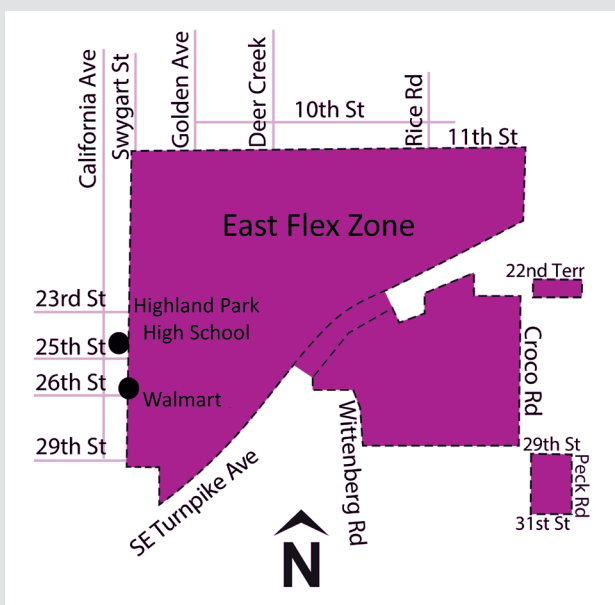 California Ave
Swygart St
Golden Ave
Deer Creek
10th St
Rice Rd
11th St
East Flex Zone
22nd Terr
23rd St
Highland Park
High School
25th St
Croco Rd
26th St
Walmart
29th St
Wittenberg Rd
29th St
Peck Rd
SE Turnpike Ave
31st St
N